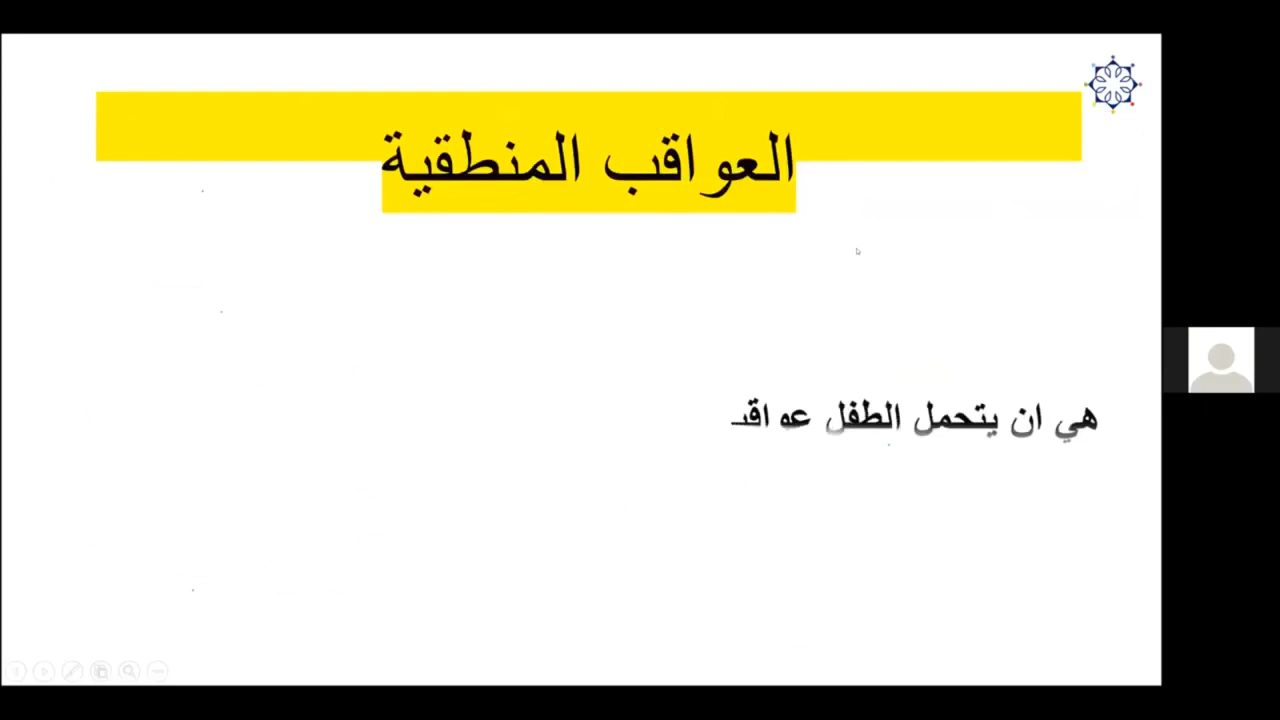 العواقب المنطقية
هي ان يتحمل الطفل